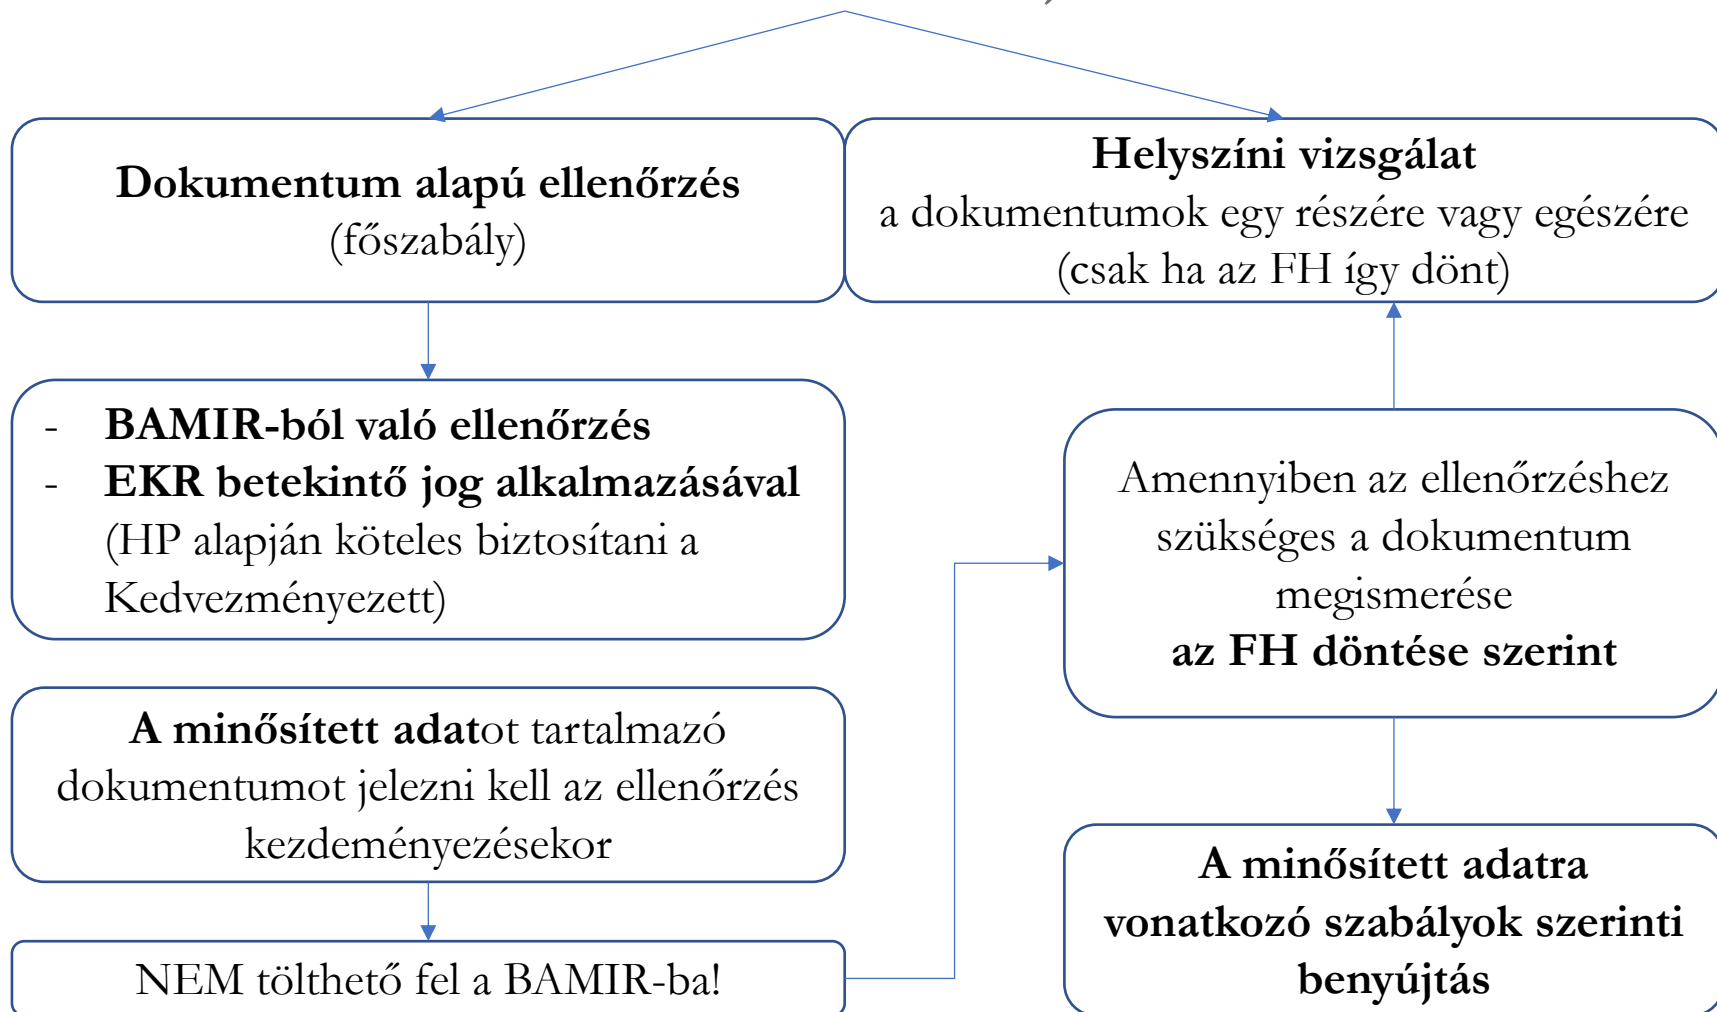 Dokumentum alapú ellenőrzés
(főszabály)
Helyszíni vizsgálat
a dokumentumok egy részére vagy egészére
(csak ha az FH így dönt)
- BAMIR-ból való ellenőrzés
- EKR betekintő jog alkalmazásával
(HP alapján köteles biztosítani a
Kedvezményezett)
A minősített adatot tartalmazó
dokumentumot jelezni kell az ellenőrzés
kezdeményezésekor
NEM tölthető fel a BAMIR-ba!
Amennyiben az ellenőrzéshez
szükséges a dokumentum
megismerése
az FH döntése szerint
A minősített adatra
vonatkozó szabályok szerinti
benyújtás